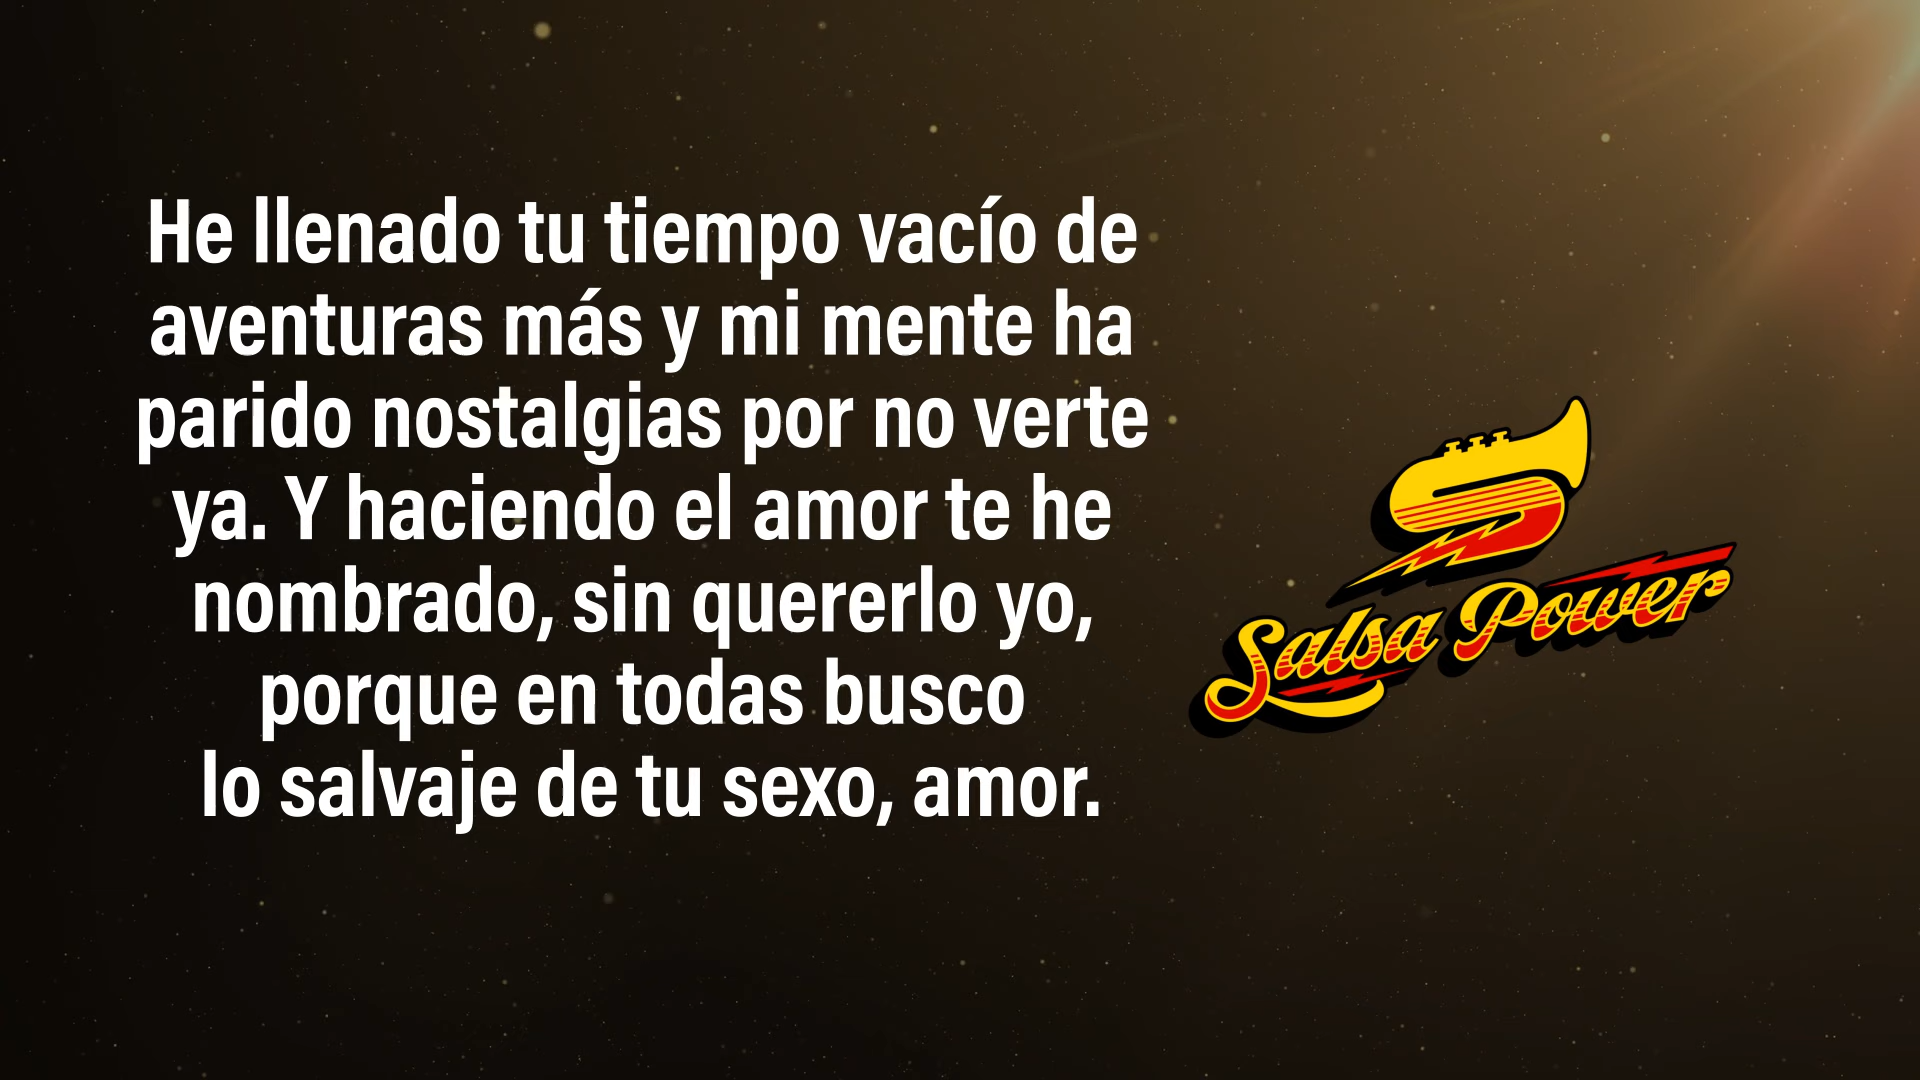 He llenado tu tiempo vacío de
aventuras más y mi mente ha
parido nostalgias por no verte
ya. Y haciendo el amor te he
nombrado, sin quererlo yo,
porque en todas busco
lo salvaje de tu sexo, amor.
Salsa Power